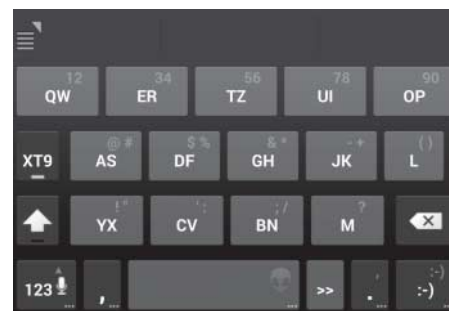 12 34 56 78 90
QW ER TZ UI OP
@ # $ % & * - + ( )
XT9 AS DF GH JK L
! " ' : ; / ?
YX CV BN M
, :-)
123 , ... >> . ... :-)